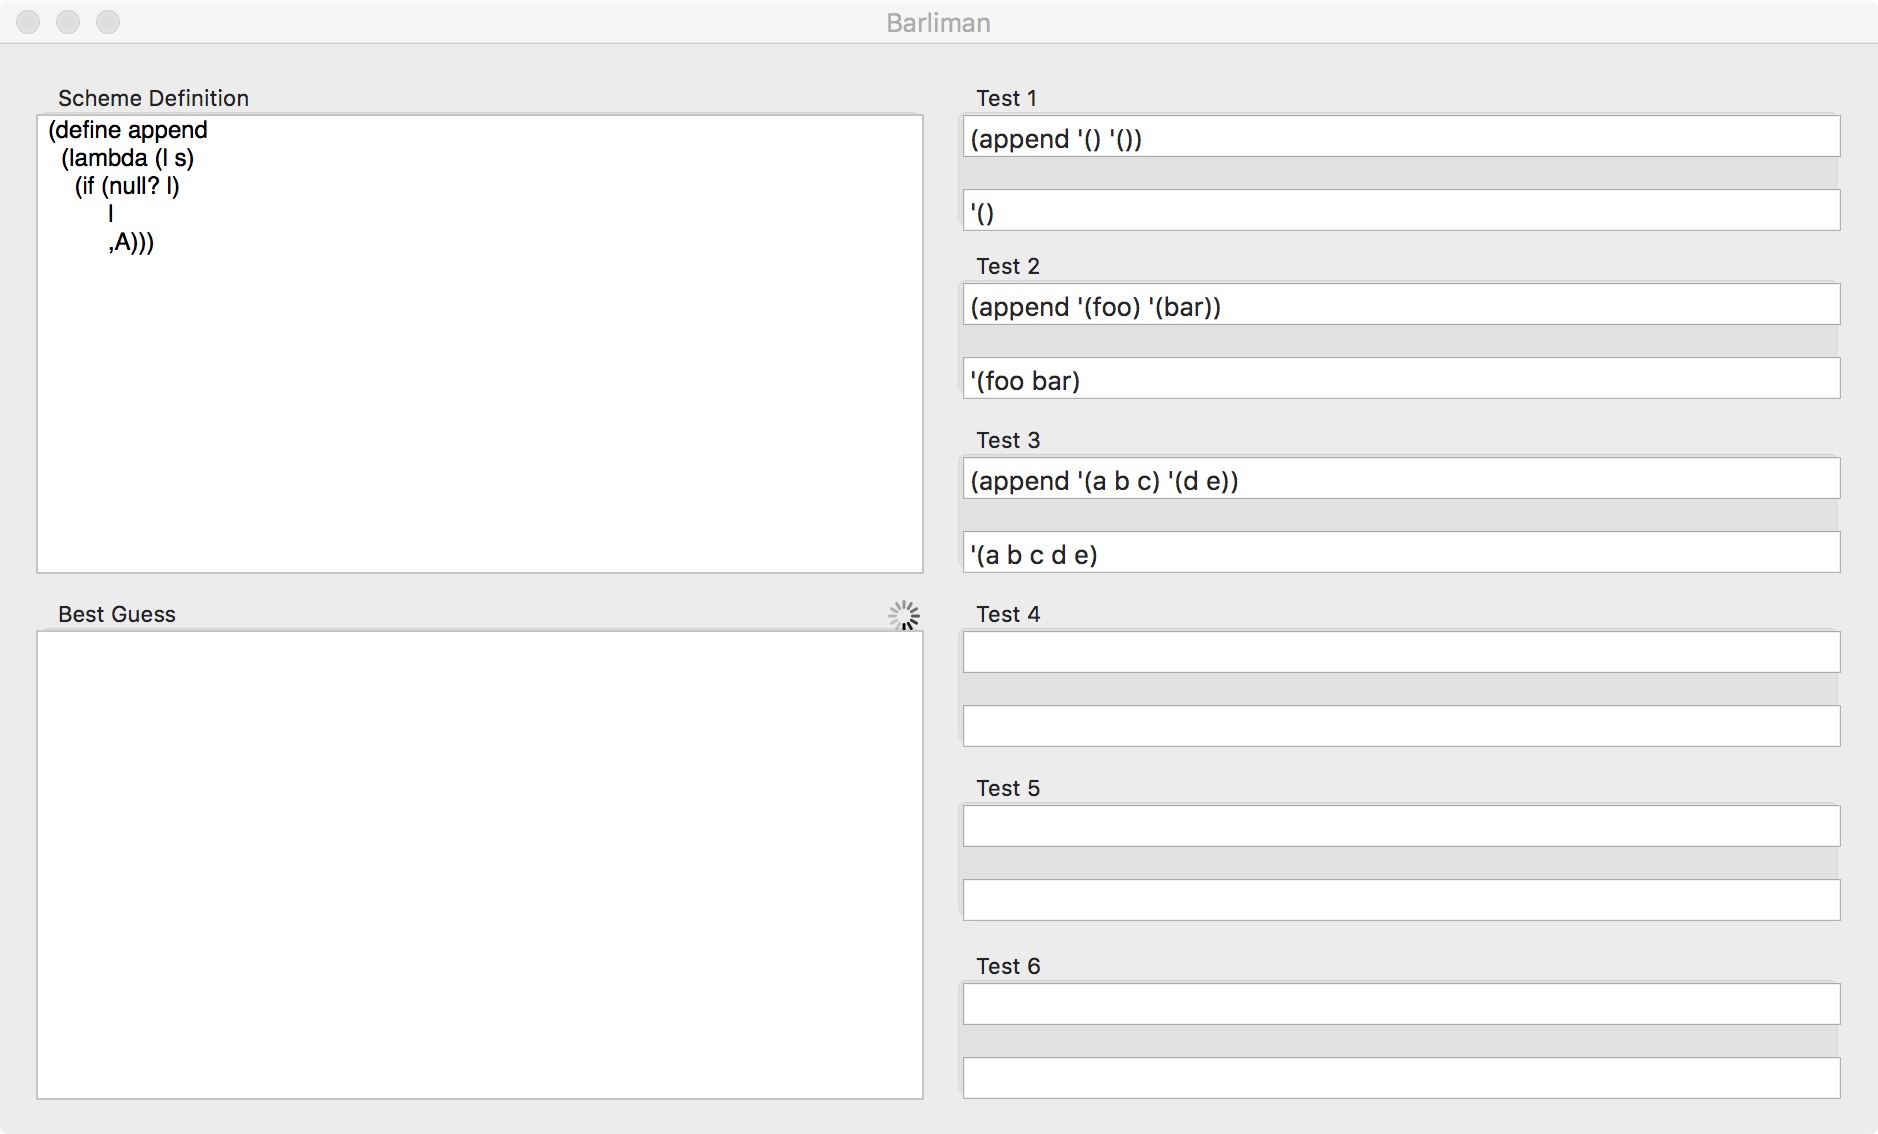 Barliman
Scheme Definition
(define append
(lambda (l s)
(if (null? l)
l
,A)))
Best Guess
Test 1
(append '() '())
'()
Test 2
(append '(foo) '(bar))
'(foo bar)
Test 3
(append '(a b c) '(d e))
'(a b c d e)
Test 4
Test 5
Test 6